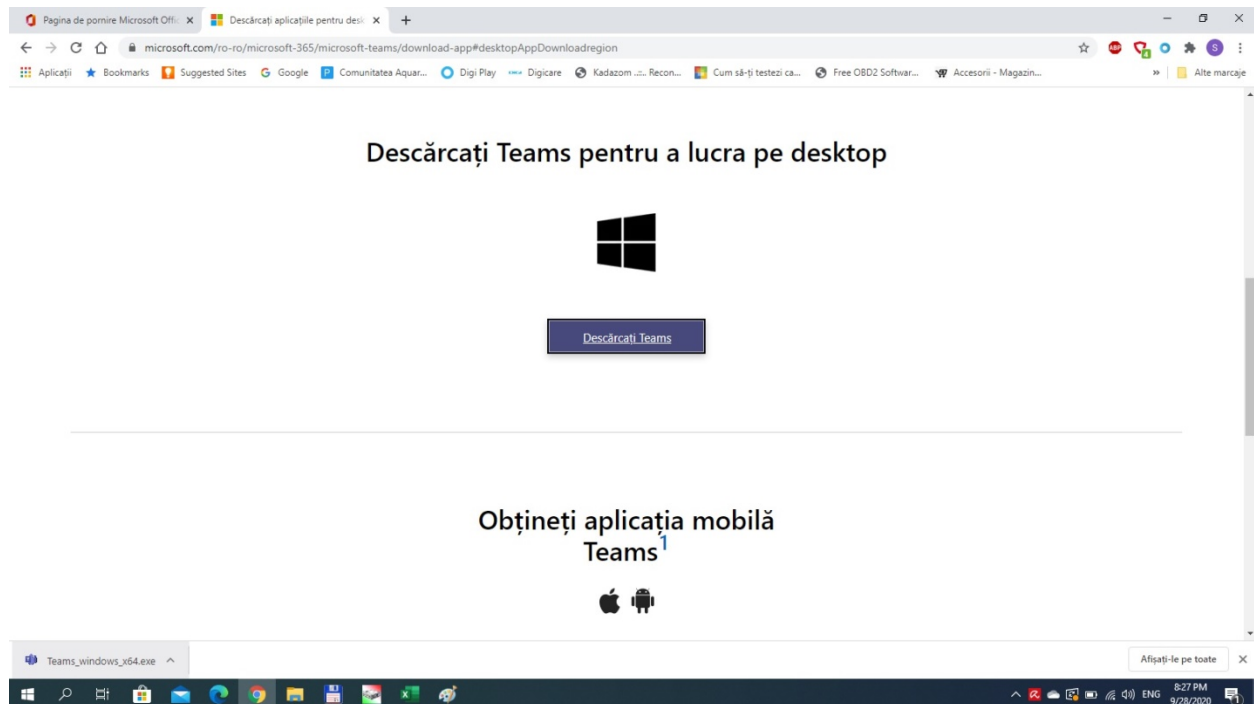 Pagina de pornire Microsoft Offic
Descărcați aplicațiile pentru desk
microsoft.com/ro-ro/microsoft-365/microsoft-teams/download-app#desktopAppDownloadregion
ABP
S
Aplicații Bookmarks Suggested Sites Google Comunitatea Aquar... Digi Play Digicare Kadazom ..::.. Recon... Cum să-ți testezi ca... Free OBD2 Softwar... Accesorii - Magazin... » Alte marcaje
Descărcați Teams pentru a lucra pe desktop
Descărcați Teams
Obțineți aplicația mobilă
Teams1
Teams_windows_x64.exe
Afișați-le pe toate
ENG
8:27 PM
9/28/2020